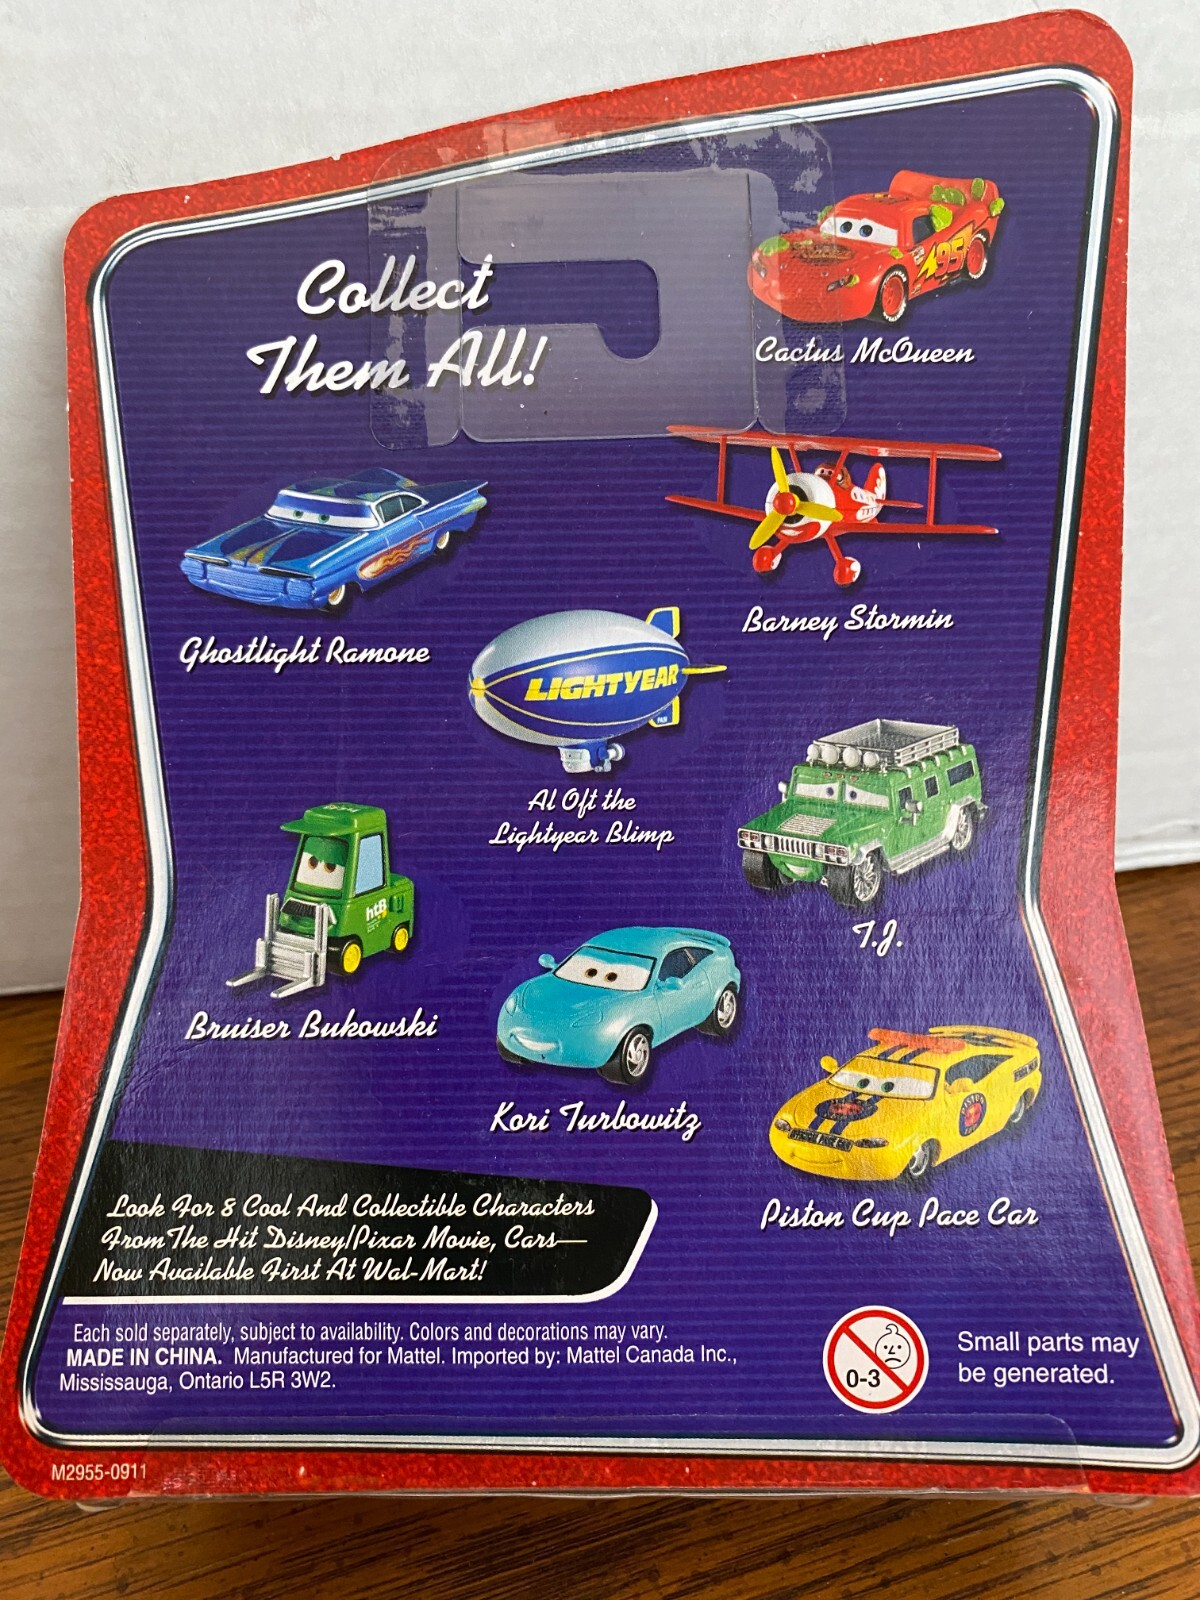 Collect
Them All!
95
Cactus McQueen
Barney Stormin
Ghostlight Ramone
LIGHTYEAR
Al Oft the
Lightyear Blimp
T.J.
htB
Bruiser Bukowski
Kori Turbowitz
PISTON
Piston Cup Pace Car
Look For 8 Cool And Collectible Characters
From The Hit Disney/Pixar Movie, Cars—
Now Available First At Wal-Mart!
Each sold separately, subject to availability. Colors and decorations may vary.
MADE IN CHINA. Manufactured for Mattel. Imported by: Mattel Canada Inc.,
Mississauga, Ontario L5R 3W2.
0-3
Small parts may
be generated.
M2955-0911